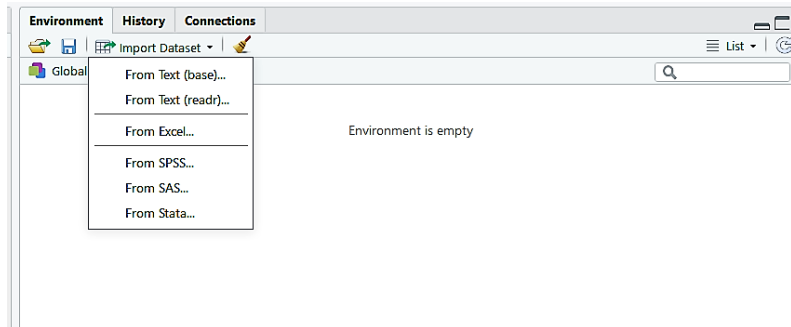 Environment History Connections
Import Dataset List
Global
From Text (base)...
From Text (readr)...
From Excel...
Environment is empty
From SPSS...
From SAS...
From Stata...